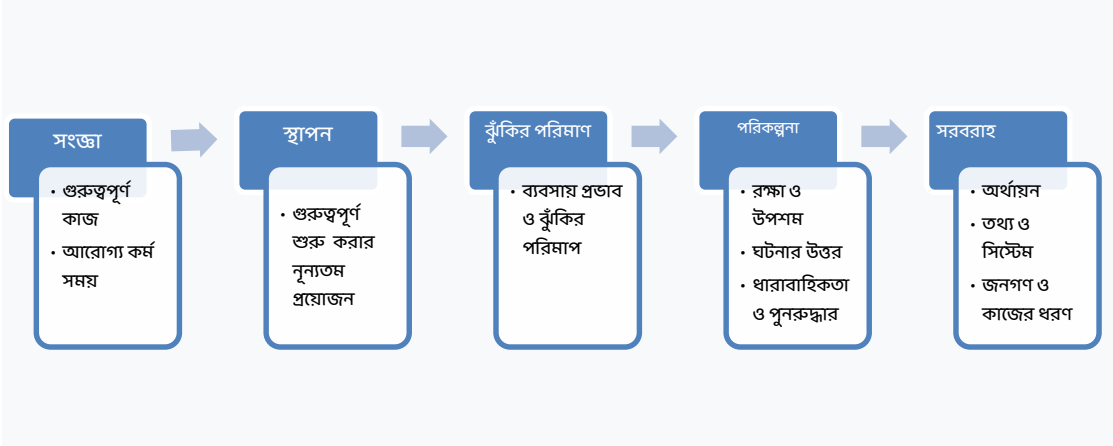 সংজ্ঞা
• গুরুত্বপূর্ণ
কাজ
• আরোগ্য কর্ম
সময়
স্থাপন
• গুরুত্বপূর্ণ
শুরু করার
নূন্যতম
প্রয়োজন
ঝুঁকির পরিমাণ
• ব্যবসায় প্রভাব
ও ঝুঁকির
পরিমাপ
পরিকল্পনা
• রক্ষা ও
উপশম
• ঘটনার উত্তর
• ধারাবাহিকতা
ও পুনরুদ্ধার
সরবরাহ
• অর্থায়ন
• তথ্য ও
সিস্টেম
• জনগণ ও
কাজের ধরণ